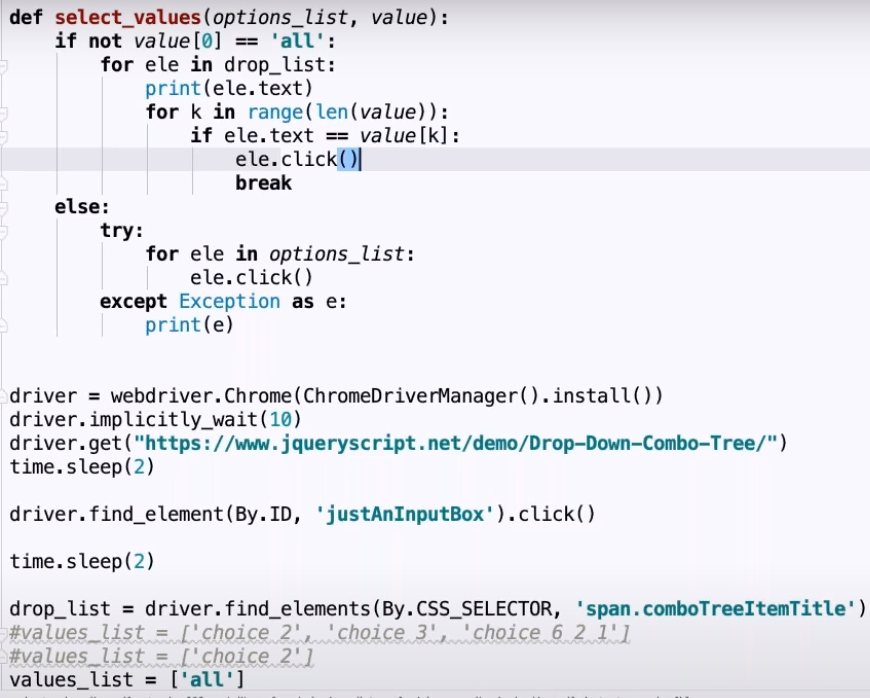 def select_values(options_list, value):
    if not value[0] == 'all':
        for ele in drop_list:
            print(ele.text)
            for k in range(len(value)):
                if ele.text == value[k]:
                    ele.click()
                    break
    else:
        try:
            for ele in options_list:
                ele.click()
        except Exception as e:
            print(e)
driver = webdriver.Chrome(ChromeDriverManager().install())
driver.implicitly_wait(10)
driver.get("https://www.jqueryscript.net/demo/Drop-Down-Combo-Tree/")
time.sleep(2)
driver.find_element(By.ID, 'justAnInputBox').click()
time.sleep(2)
drop_list = driver.find_elements(By.CSS_SELECTOR, 'span.comboTreeItemTitle')
#values_list = ['choice 2', 'choice 3', 'choice 6 2 1']
#values_list = ['choice 2']
values_list = ['all']